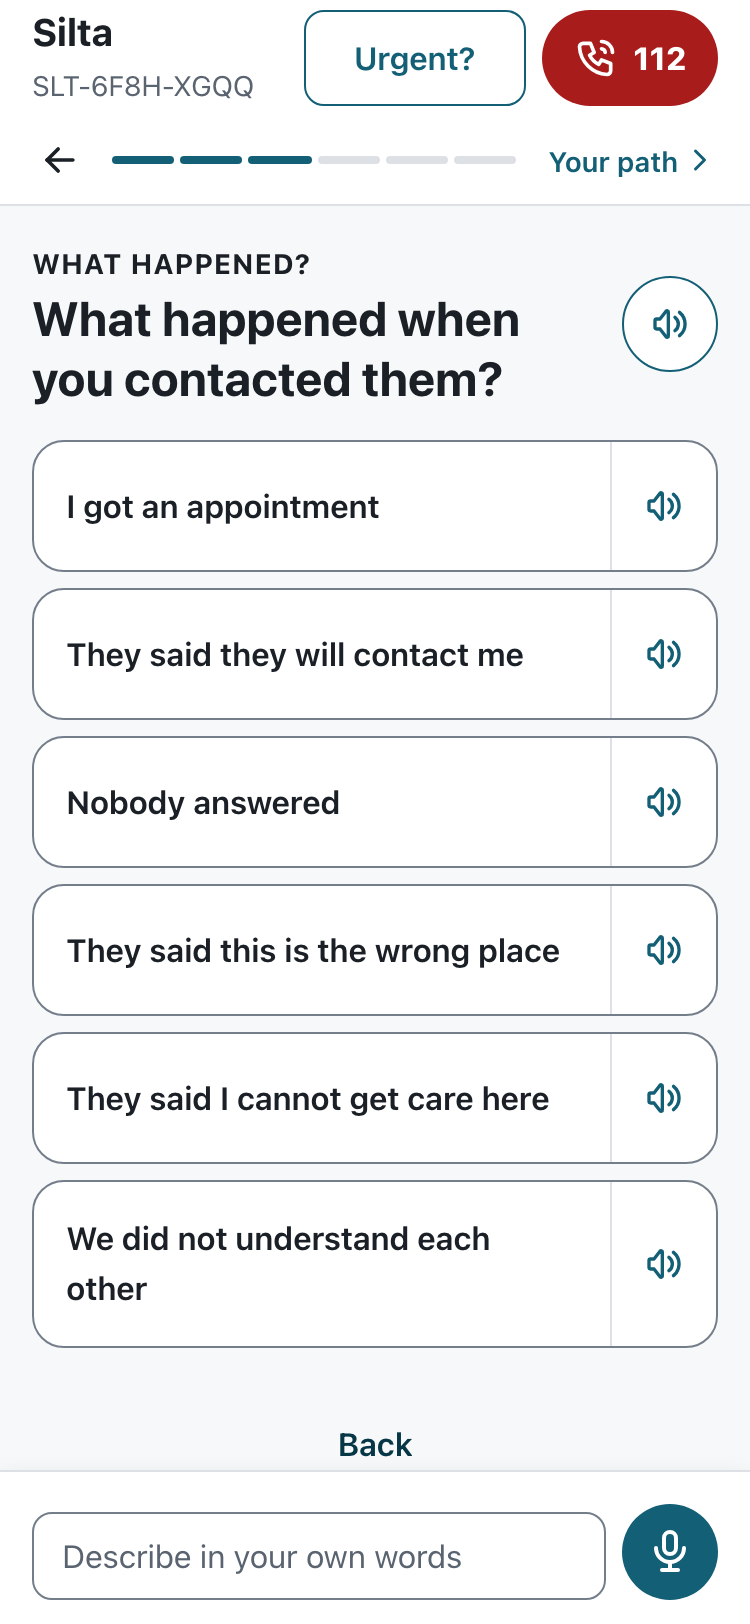 Silta
SLT-6F8H-XGQQ
Urgent?
112
Your path
WHAT HAPPENED?
What happened when
you contacted them?
I got an appointment
They said they will contact me
Nobody answered
They said this is the wrong place
They said I cannot get care here
We did not understand each
other
Back
Describe in your own words